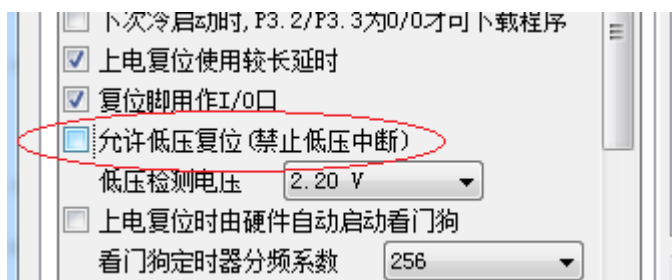 下次冷启动时,P3.2/P3.3为0/0才可下载程序
上电复位使用较长延时
复位脚用作I/O口
允许低压复位(禁止低压中断)
低压检测电压 2.20 V
上电复位时由硬件自动启动看门狗
看门狗定时器分频系数 256